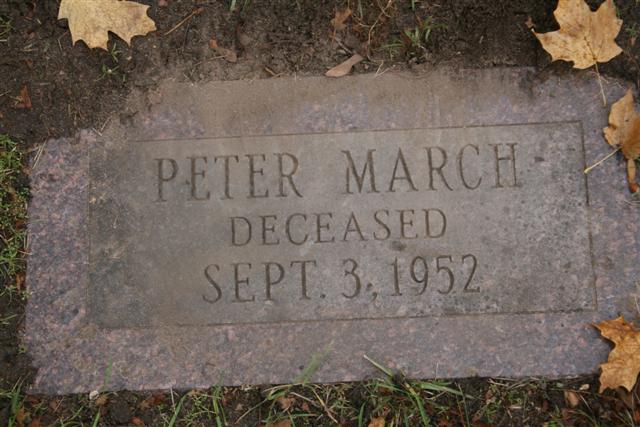 PETER MARCH
DECEASED
SEPT. 3, 1952